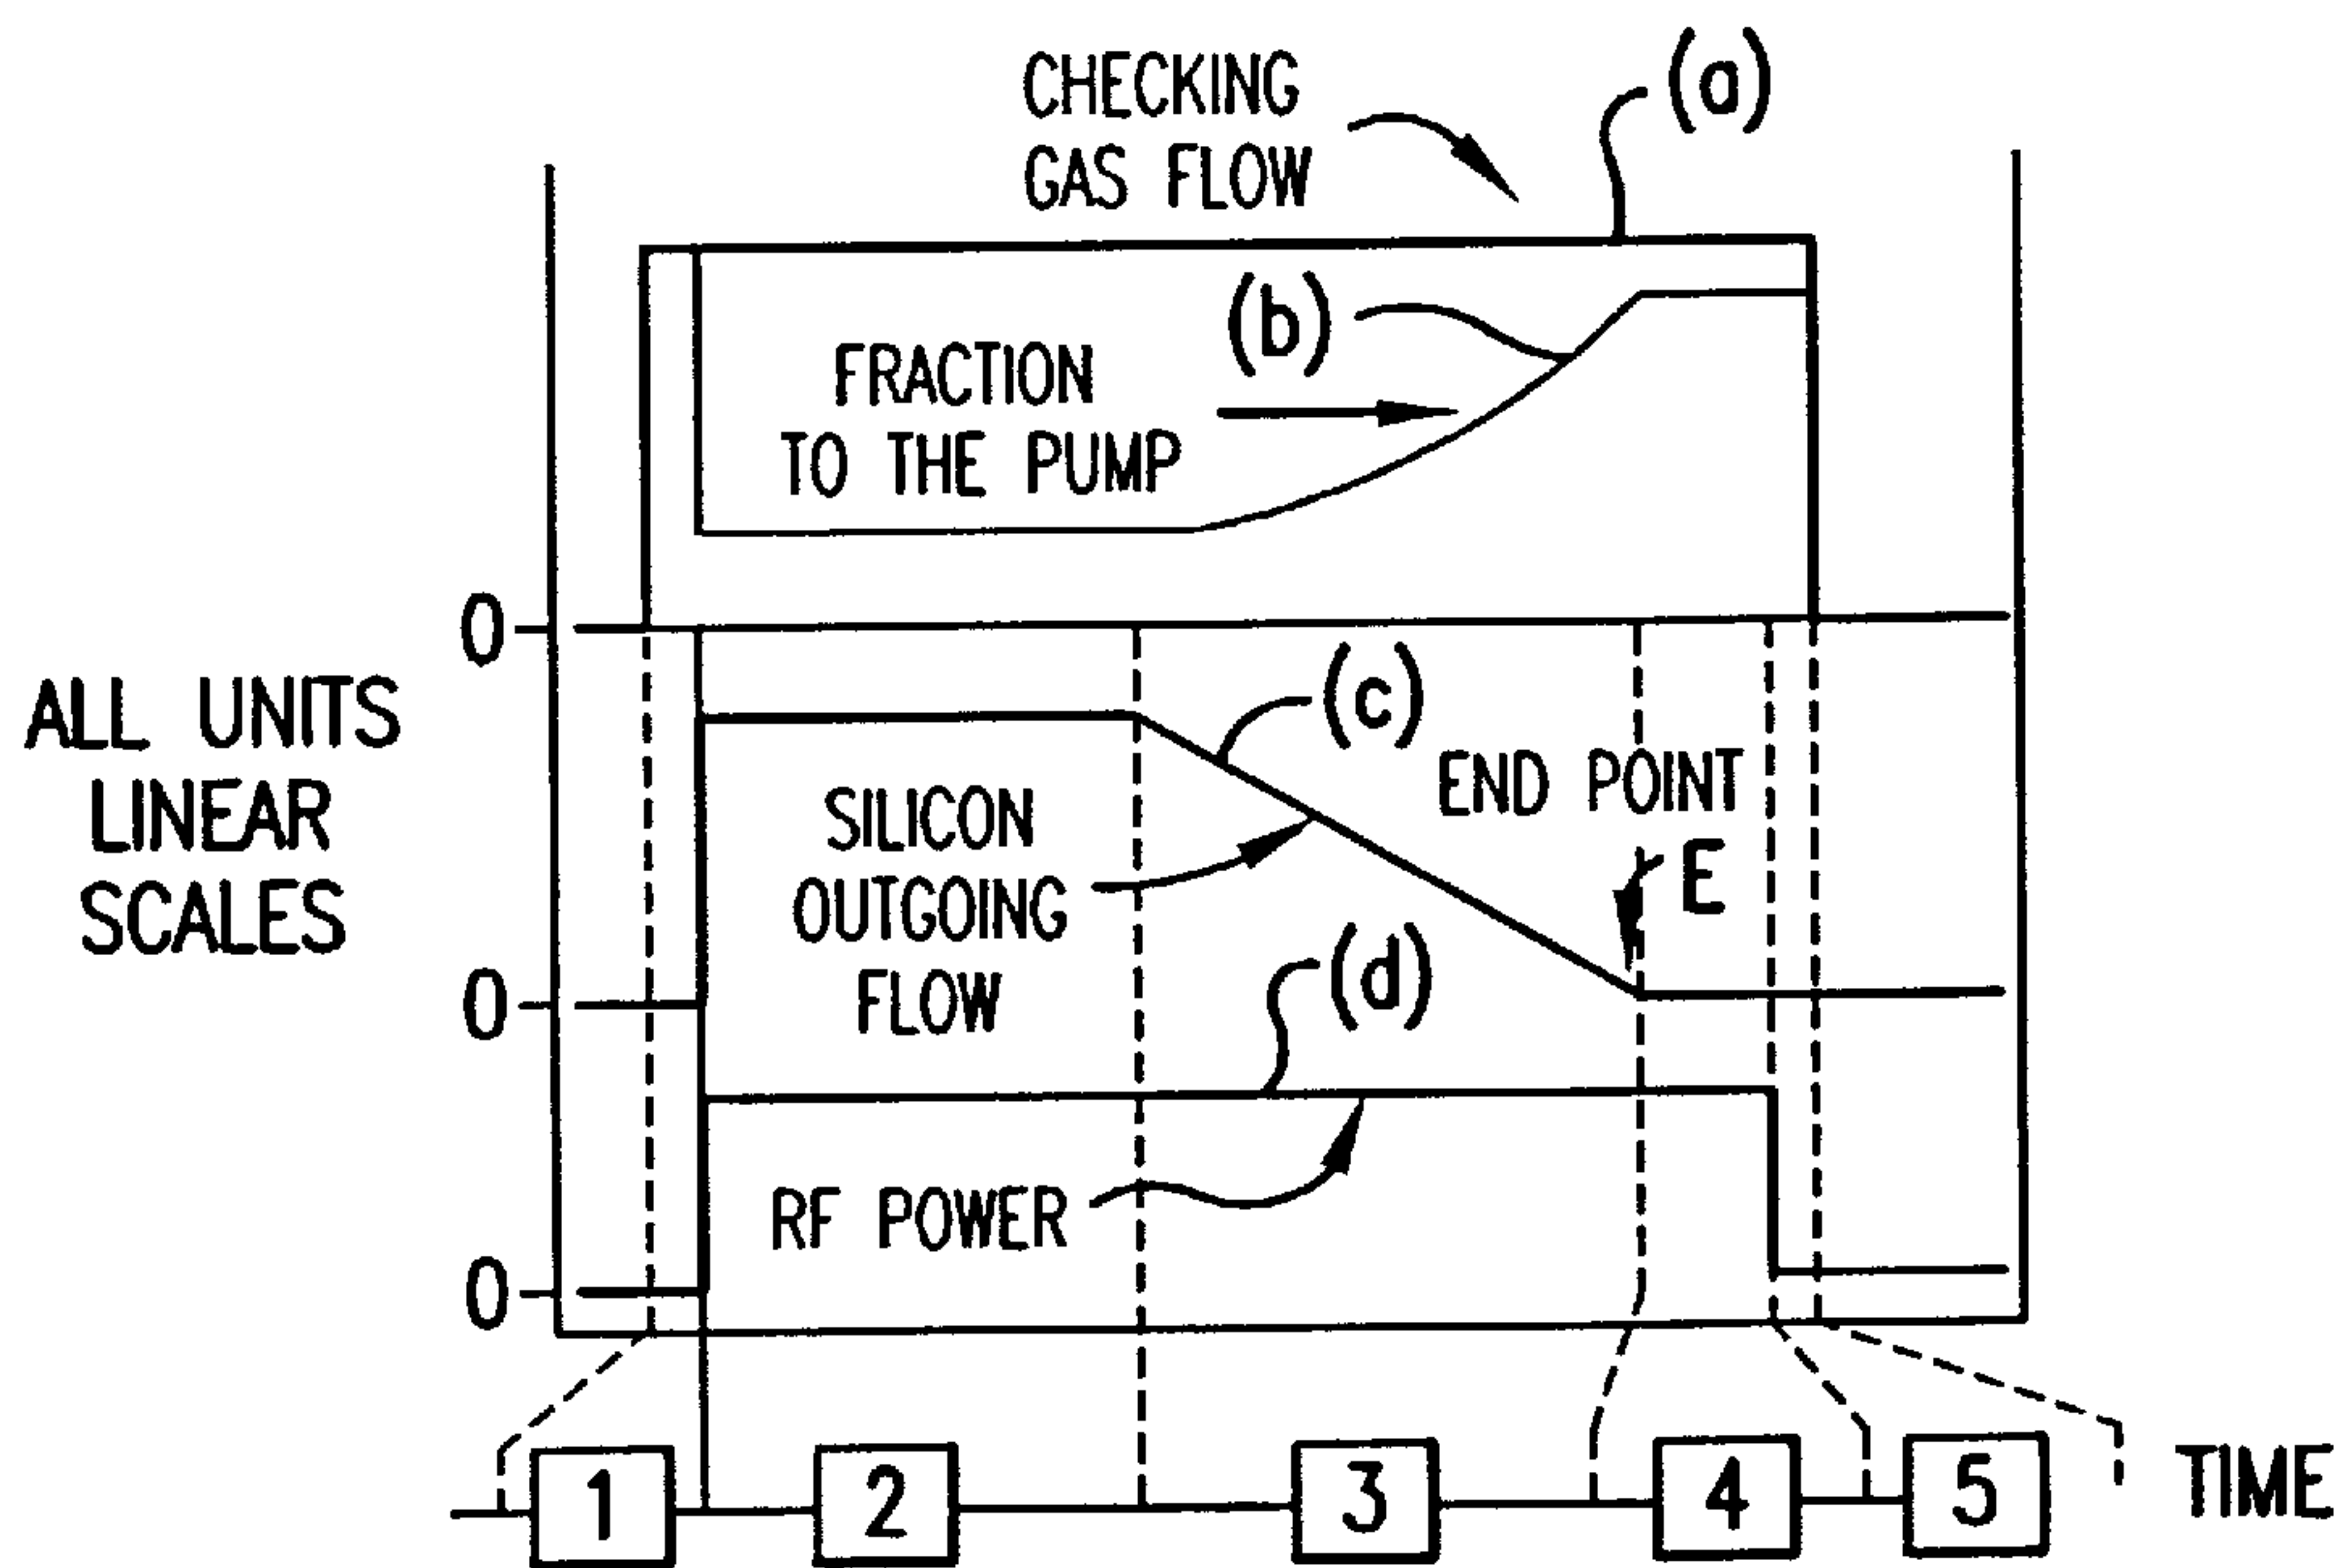 CHECKING
GAS FLOW
(a)
(b)
FRACTION
TO THE PUMP
0
ALL UNITS
LINEAR
SCALES
(c)
SILICON
OUTGOING
FLOW
END POINT
E
0
(d)
RF POWER
0
1
2
3
4
5
TIME